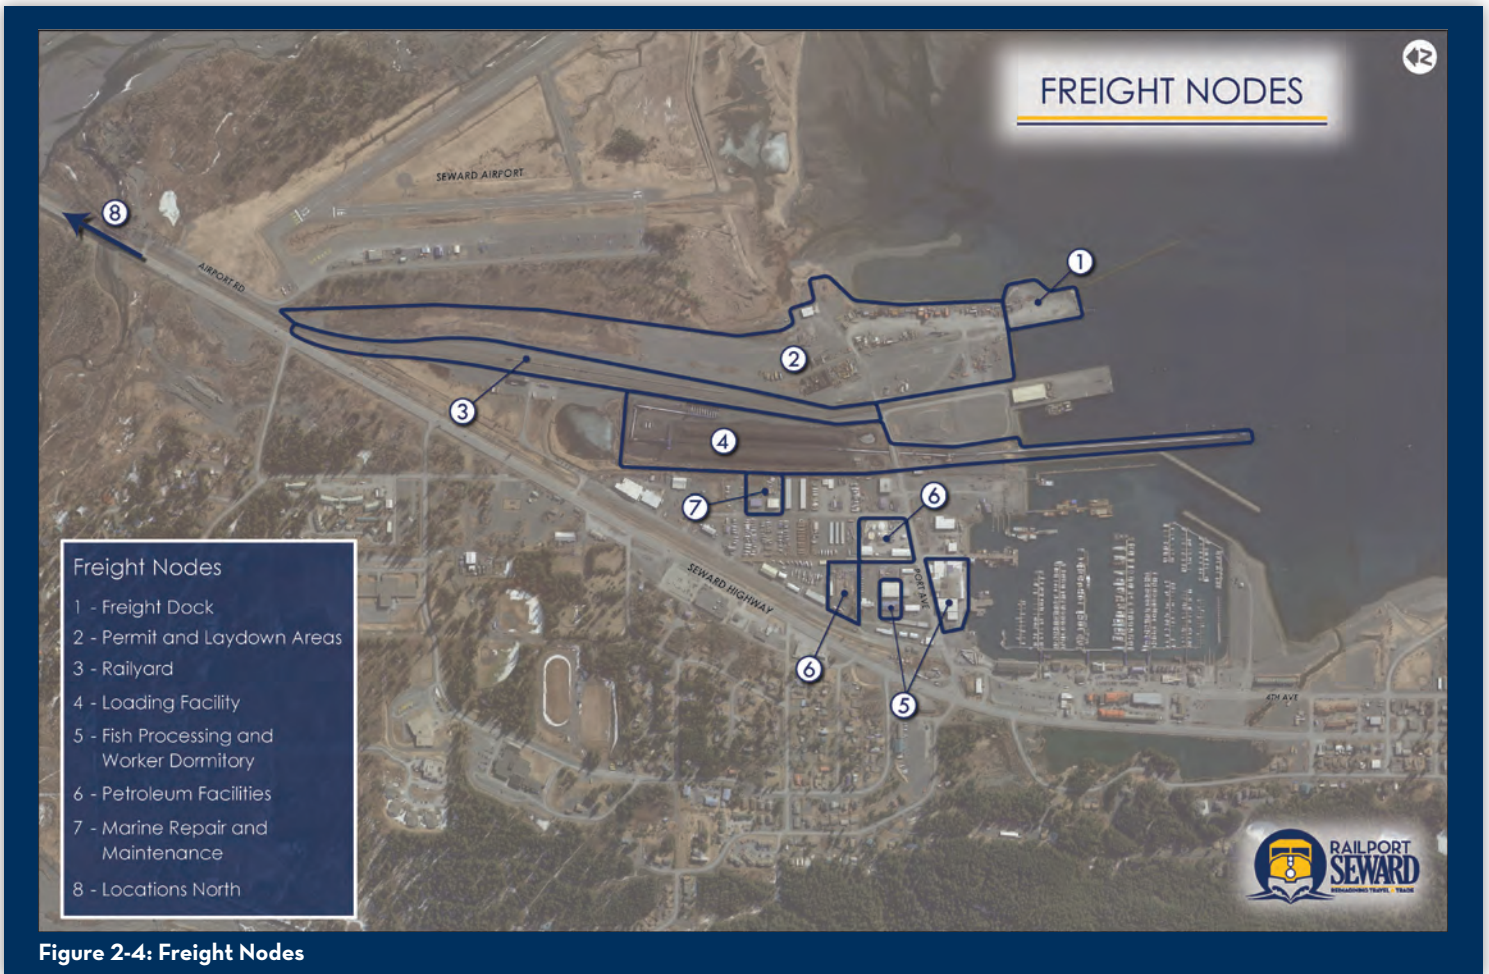 FREIGHT NODES
N
SEWARD AIRPORT
8
AIRPORT RD
1
2
3
4
7
6
SEWARD HIGHWAY
PORT AVE
6
5
4TH AVE
Freight Nodes
1 - Freight Dock
2 - Permit and Laydown Areas
3 - Railyard
4 - Loading Facility
5 - Fish Processing and
Worker Dormitory
6 - Petroleum Facilities
7 - Marine Repair and
Maintenance
8 - Locations North
RAILPORT
SEWARD
REIMAGINING TRAVEL & TRADE
Figure 2-4: Freight Nodes